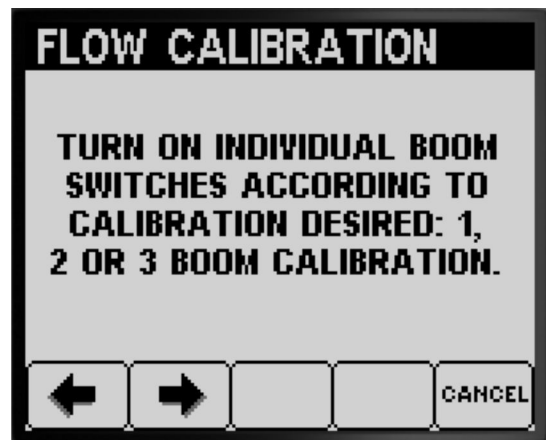 FLOW CALIBRATION
TURN ON INDIVIDUAL BOOM
SWITCHES ACCORDING TO
CALIBRATION DESIRED: 1,
2 OR 3 BOOM CALIBRATION.
CANCEL